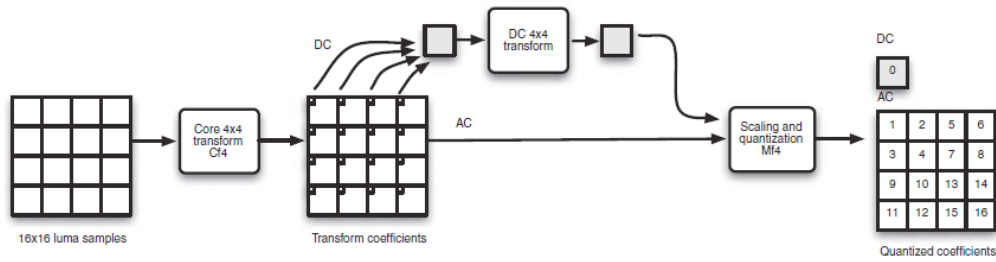 DC
DC 4x4
transform
DC
0
AC
Core 4x4
transform
Cf4
AC
Scaling and
quantization
Mf4
1 2 5 6
3 4 7 8
9 10 13 14
11 12 15 16
16x16 luma samples
Transform coefficients
Quantized coefficients